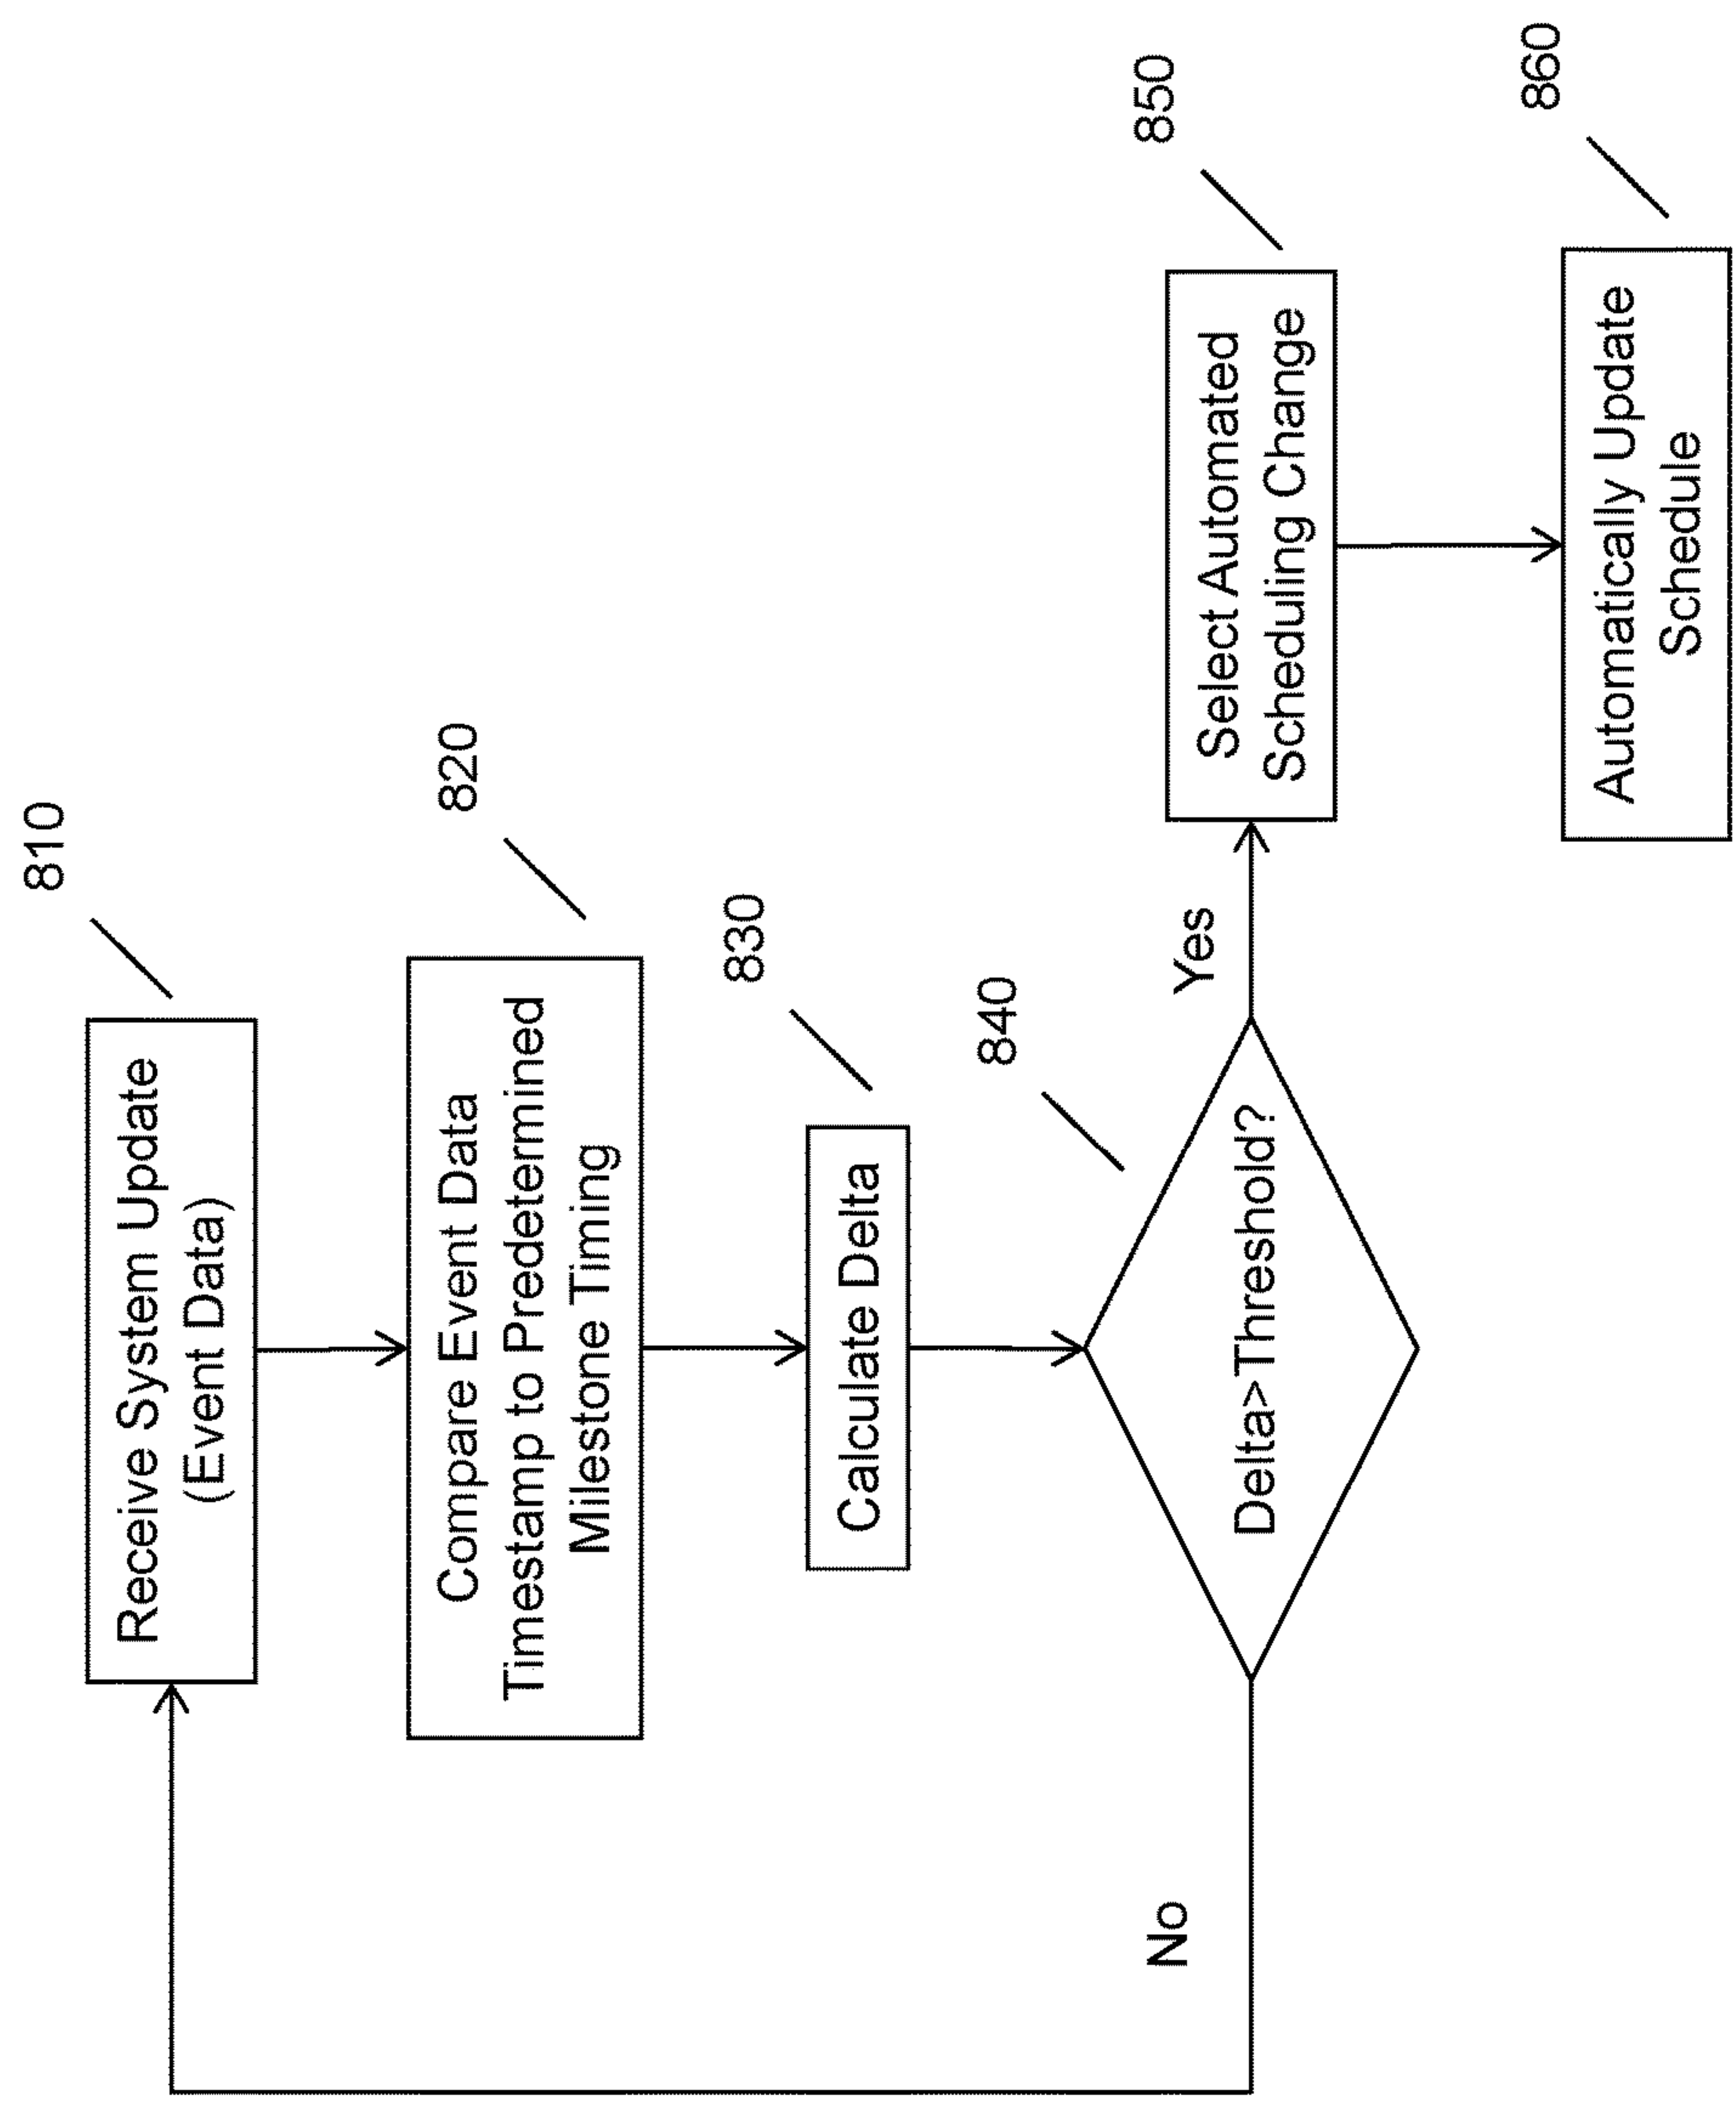 810
Receive System Update
(Event Data)
820
Compare Event Data
Timestamp to Predetermined
Milestone Timing
830
Calculate Delta
840
Delta>Threshold?
No
Yes
850
Select Automated
Scheduling Change
860
Automatically Update
Schedule